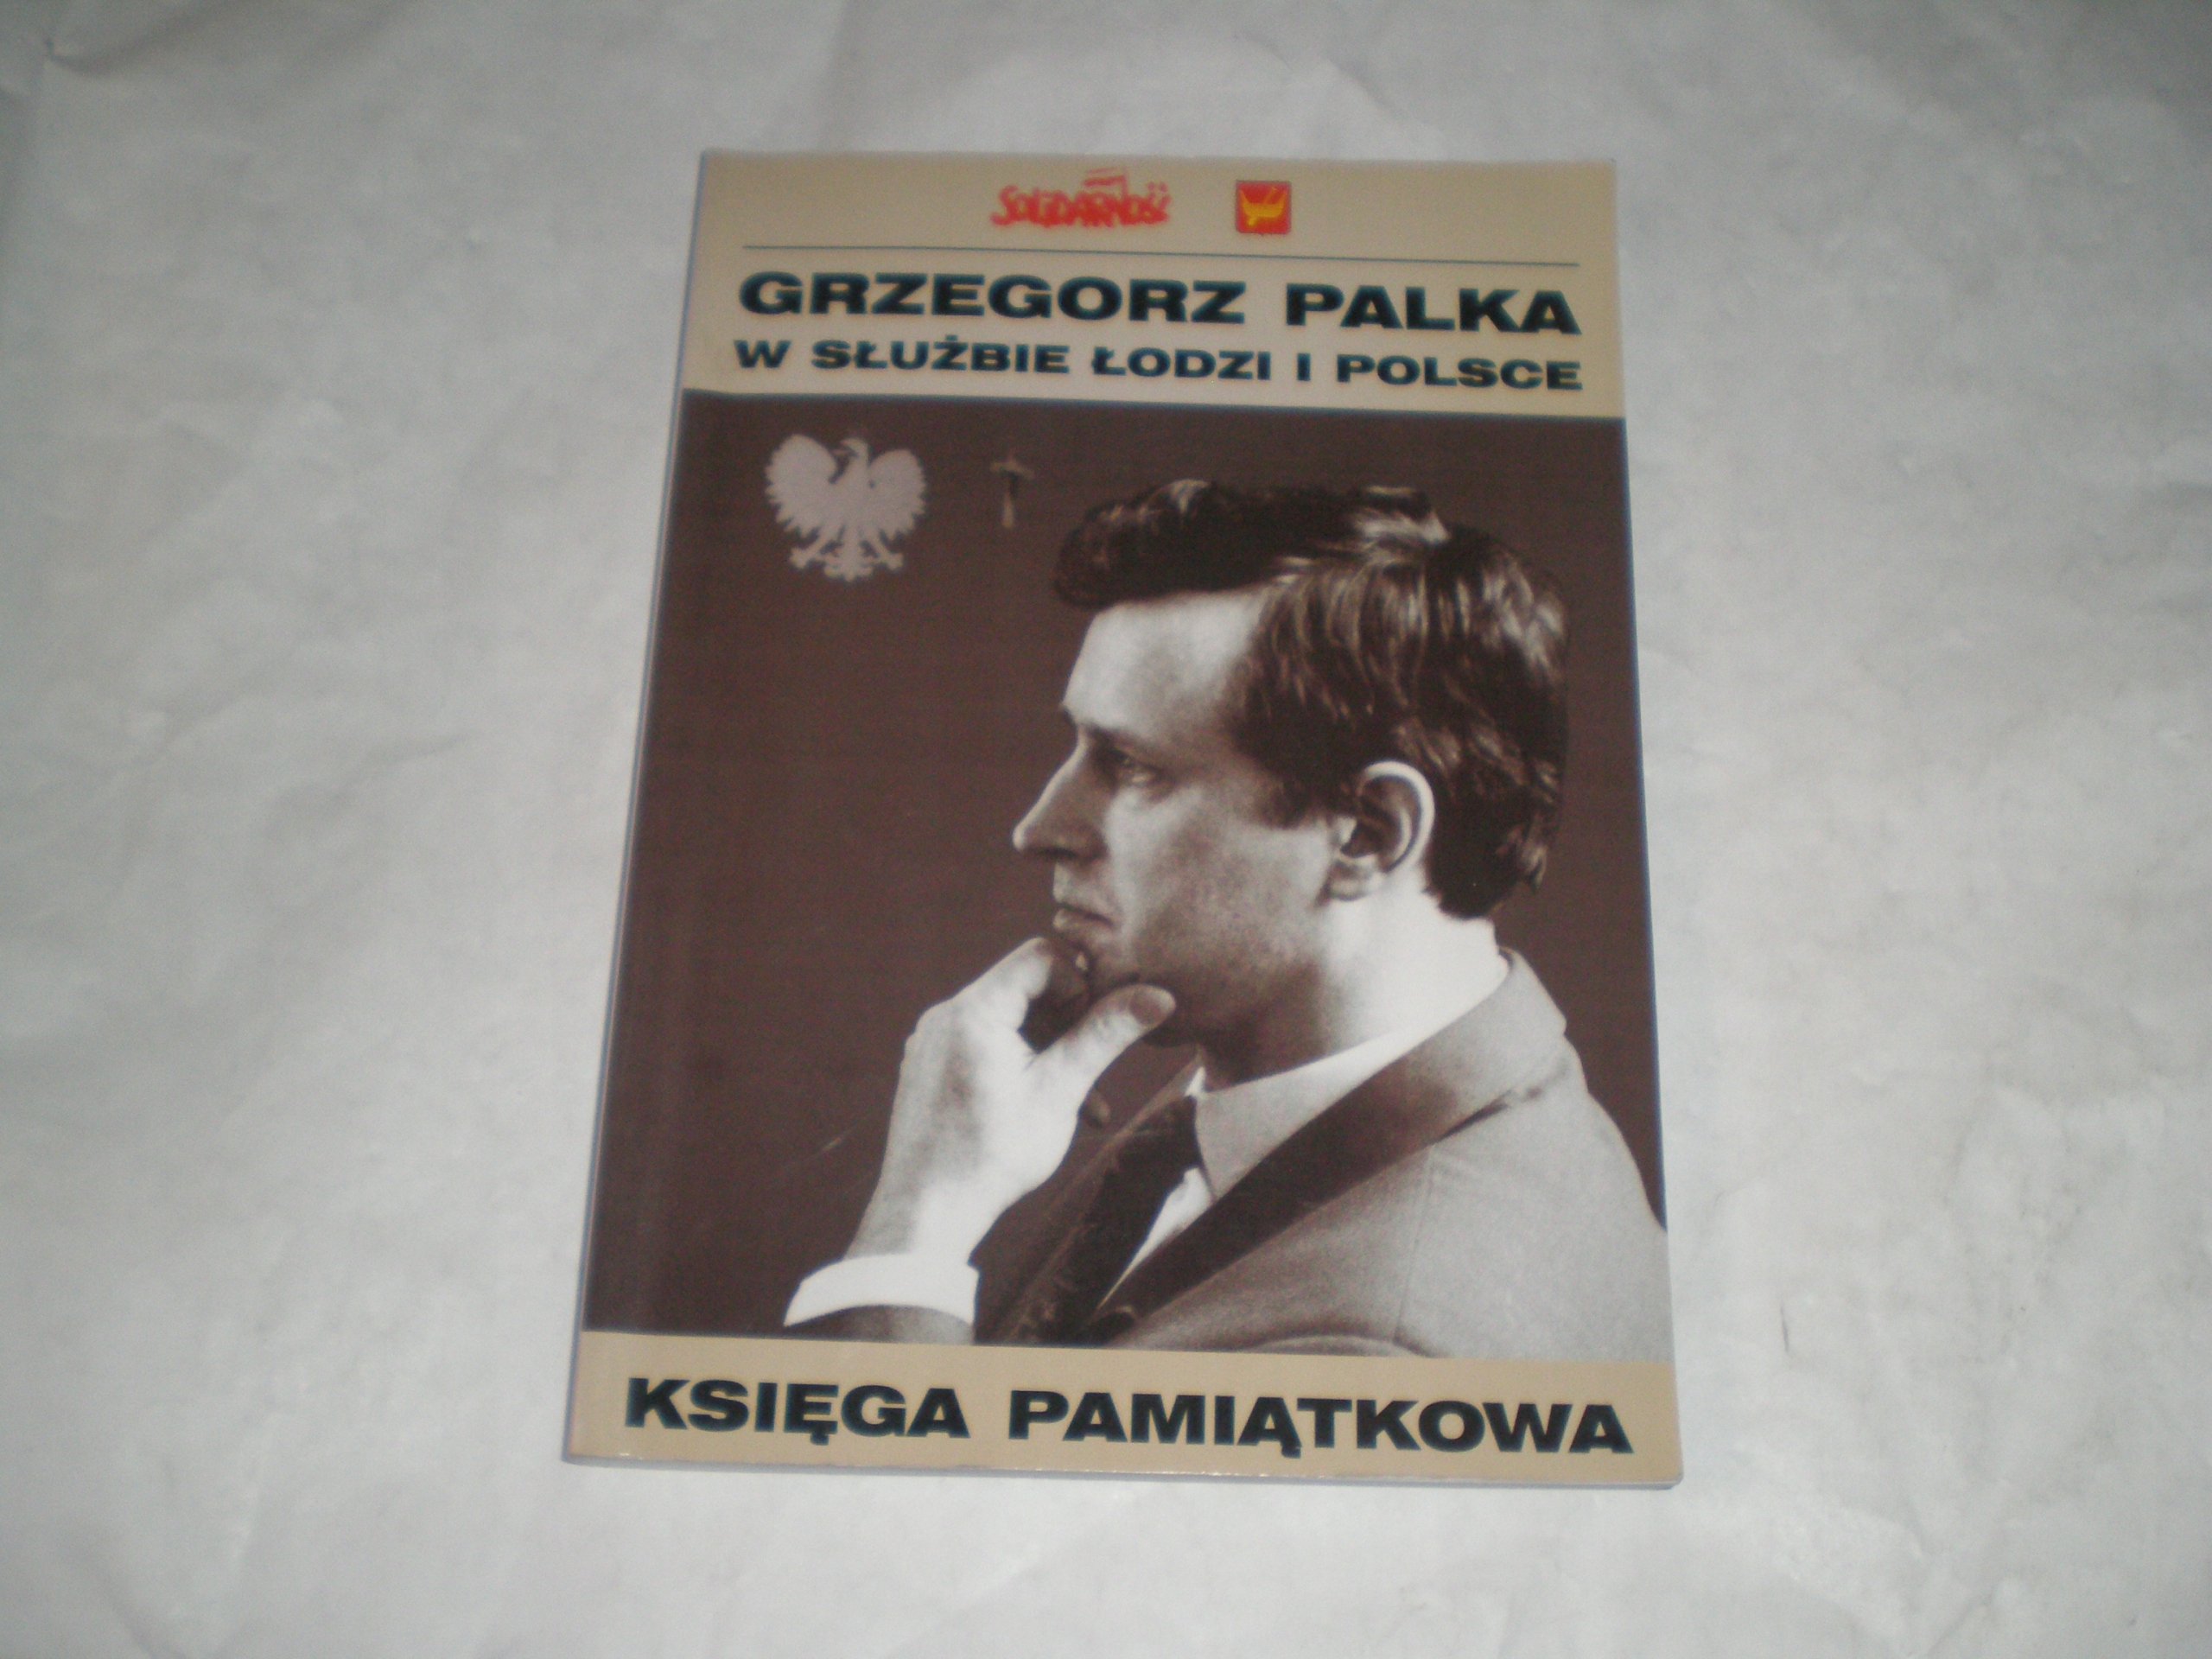 SOLIDARNOŚĆ
GRZEGORZ PALKA
W SŁUŻBIE ŁODZI I POLSCE
KSIĘGA PAMIĄTKOWA